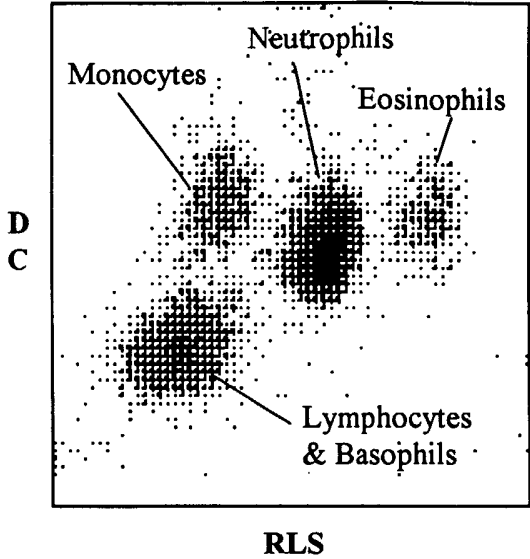 Neutrophils
Monocytes
Eosinophils
D
C
Lymphocytes
& Basophils
RLS